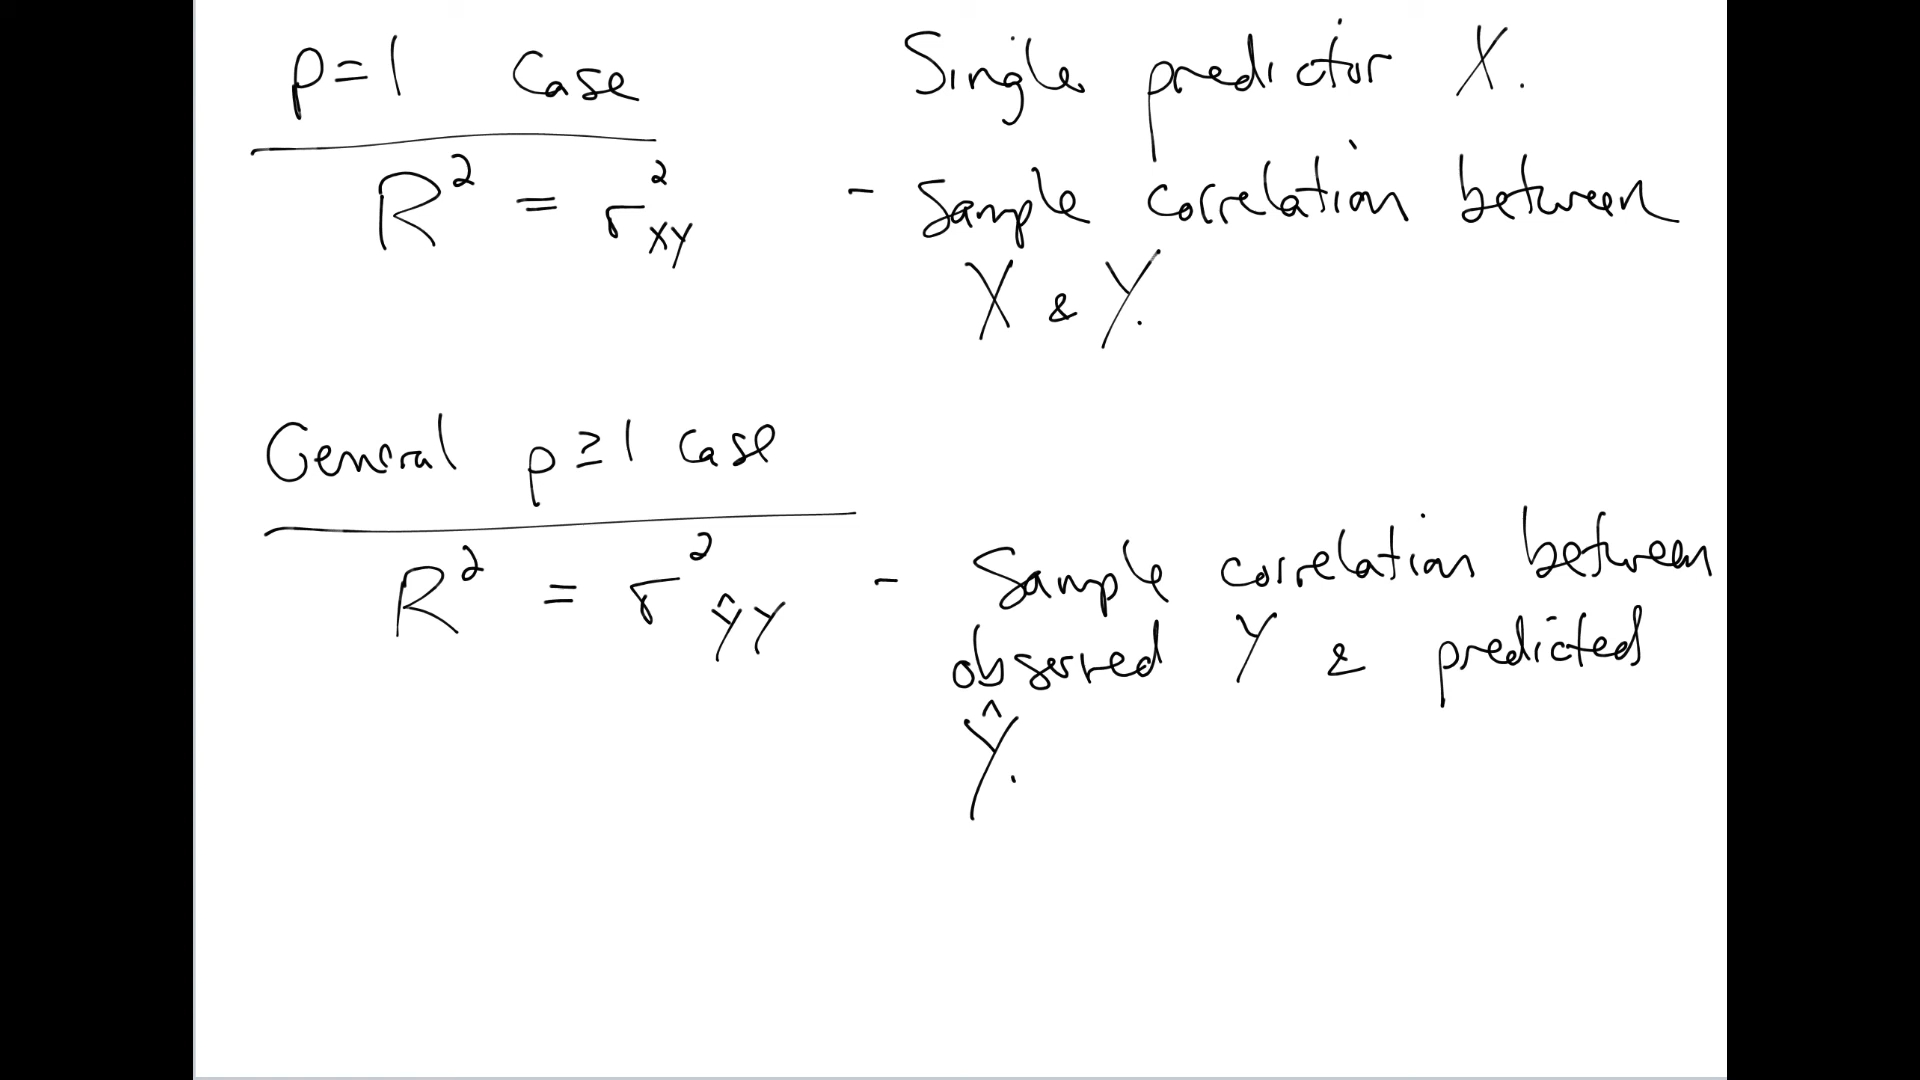 p=1 Case Single predictor X.
R² = r²xy - Sample correlation between
X & Y.
General p≥1 case
R² = r²ŷy - Sample correlation between
observed Y & predicted
Ŷ.